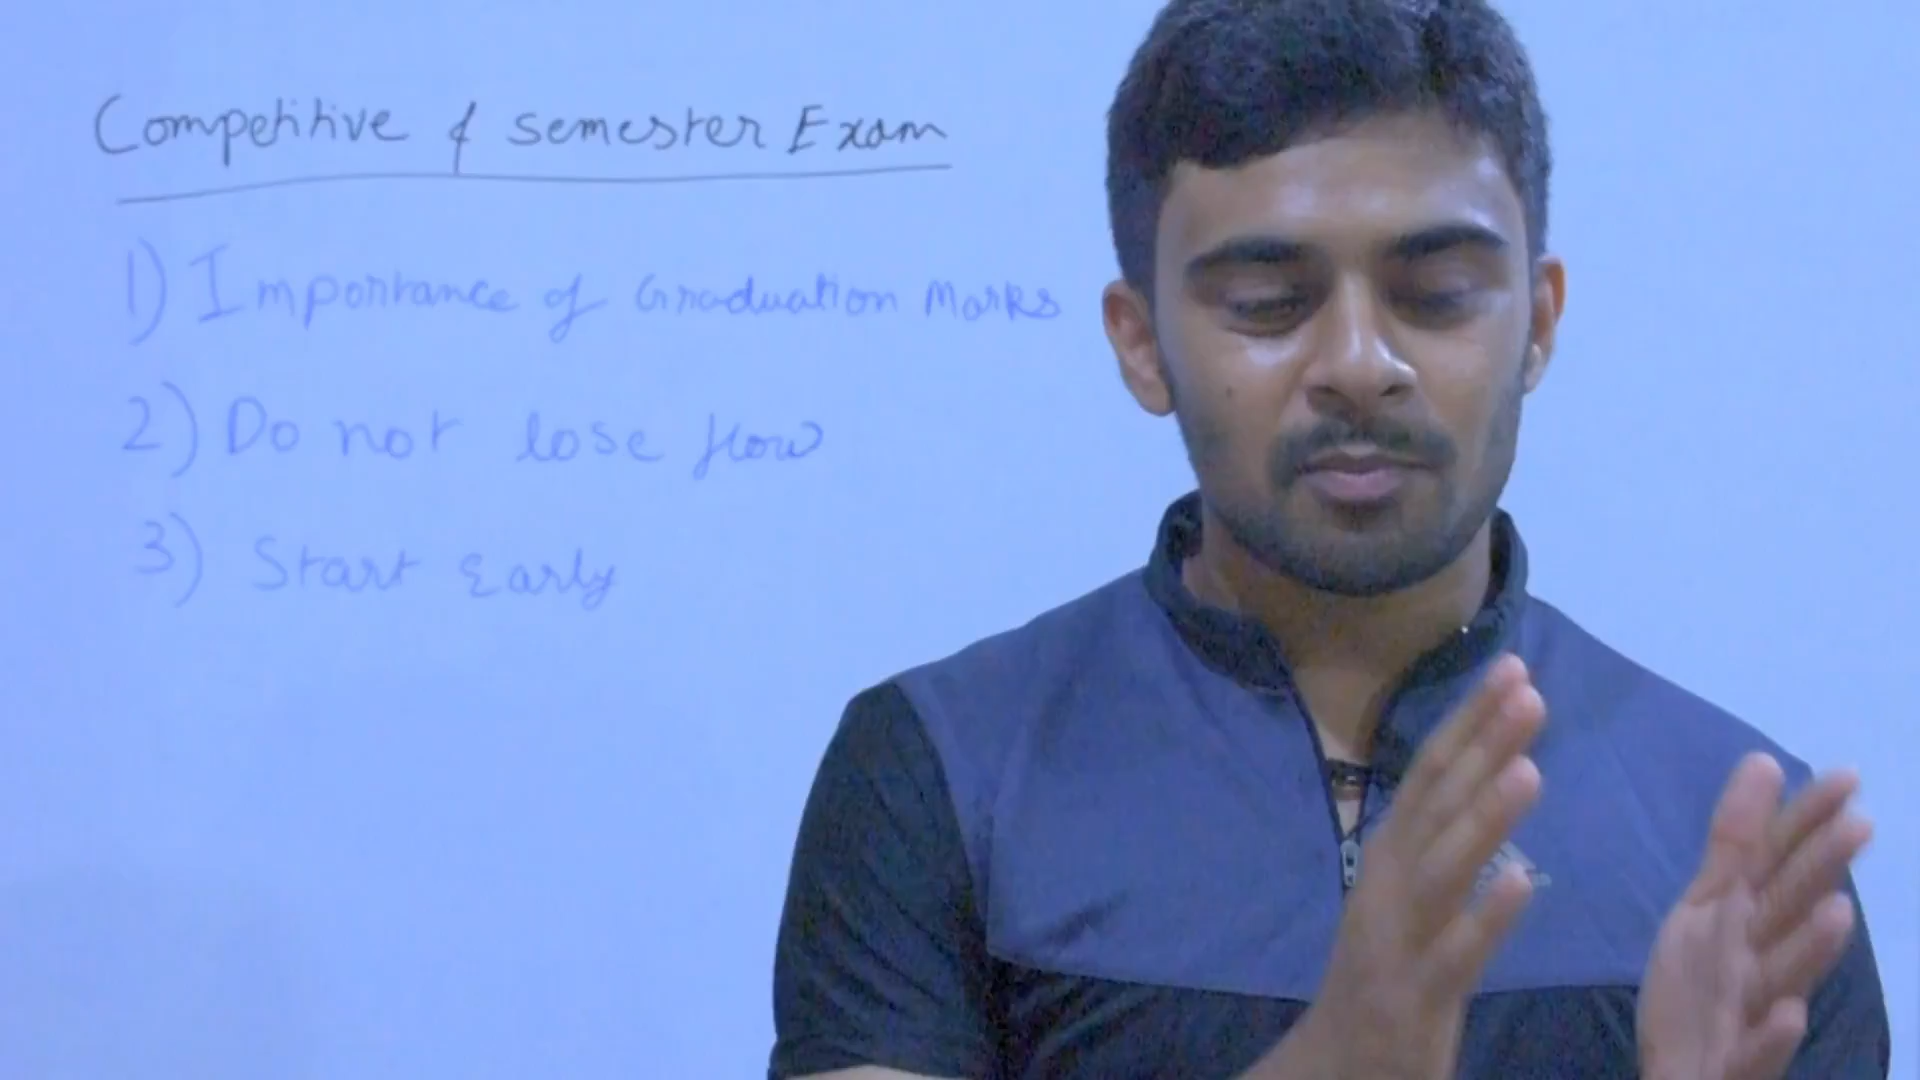 Competitive & semester Exam
1) Importance of Graduation Marks
2) Do not lose flow
3) Start Early